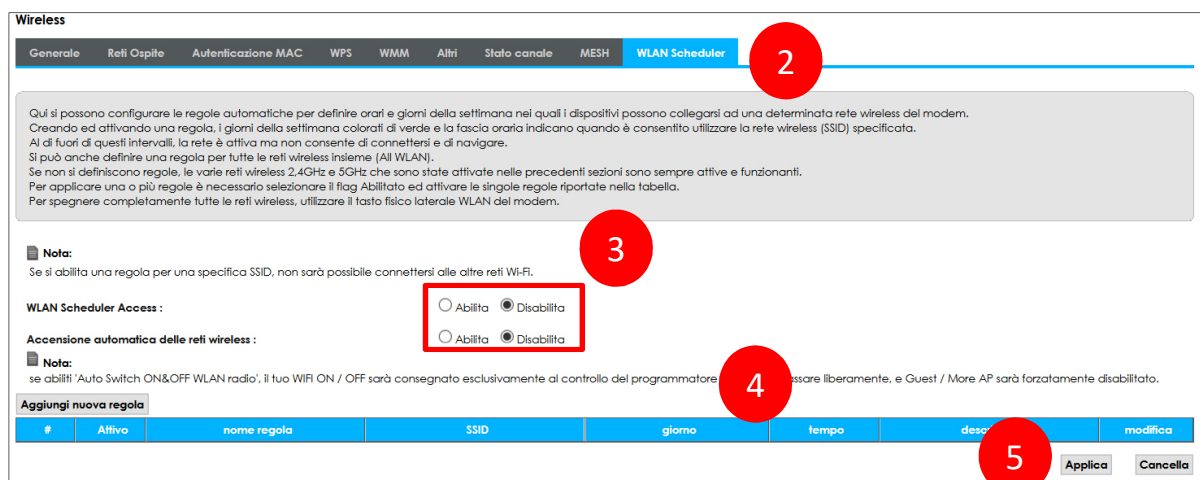 Wireless
Generale Reti Ospite Autenticazione MAC WPS WMM Altri Stato canale MESH WLAN Scheduler
2
Qui si possono configurare le regole automatiche per definire orari e giorni della settimana nei quali i dispositivi possono collegarsi ad una determinata rete wireless del modem.
Creando ed attivando una regola, i giorni della settimana colorati di verde e la fascia oraria indicano quando è consentito utilizzare la rete wireless (SSID) specificata.
Al di fuori di questi intervalli, la rete è attiva ma non consente di connettersi e di navigare.
Si può anche definire una regola per tutte le reti wireless insieme (All WLAN).
Se non si definiscono regole, le varie reti wireless 2,4GHz e 5GHz che sono state attivate nelle precedenti sezioni sono sempre attive e funzionanti.
Per applicare una o più regole è necessario selezionare il flag Abilitato ed attivare le singole regole riportate nella tabella.
Per spegnere completamente tutte le reti wireless, utilizzare il tasto fisico laterale WLAN del modem.
3
Nota:
Se si abilita una regola per una specifica SSID, non sarà possibile connettersi alle altre reti Wi-Fi.
WLAN Scheduler Access : Abilita Disabilita
Accensione automatica delle reti wireless : Abilita Disabilita
Nota:
se abiliti 'Auto Switch ON&OFF WLAN radio', il tuo WIFI ON / OFF sarà consegnato esclusivamente al controllo del programmatore 4 assare liberamente, e Guest / More AP sarà forzatamente disabilitato.
Aggiungi nuova regola
# Attivo nome regola SSID giorno tempo desc modifica
5
Applica Cancella